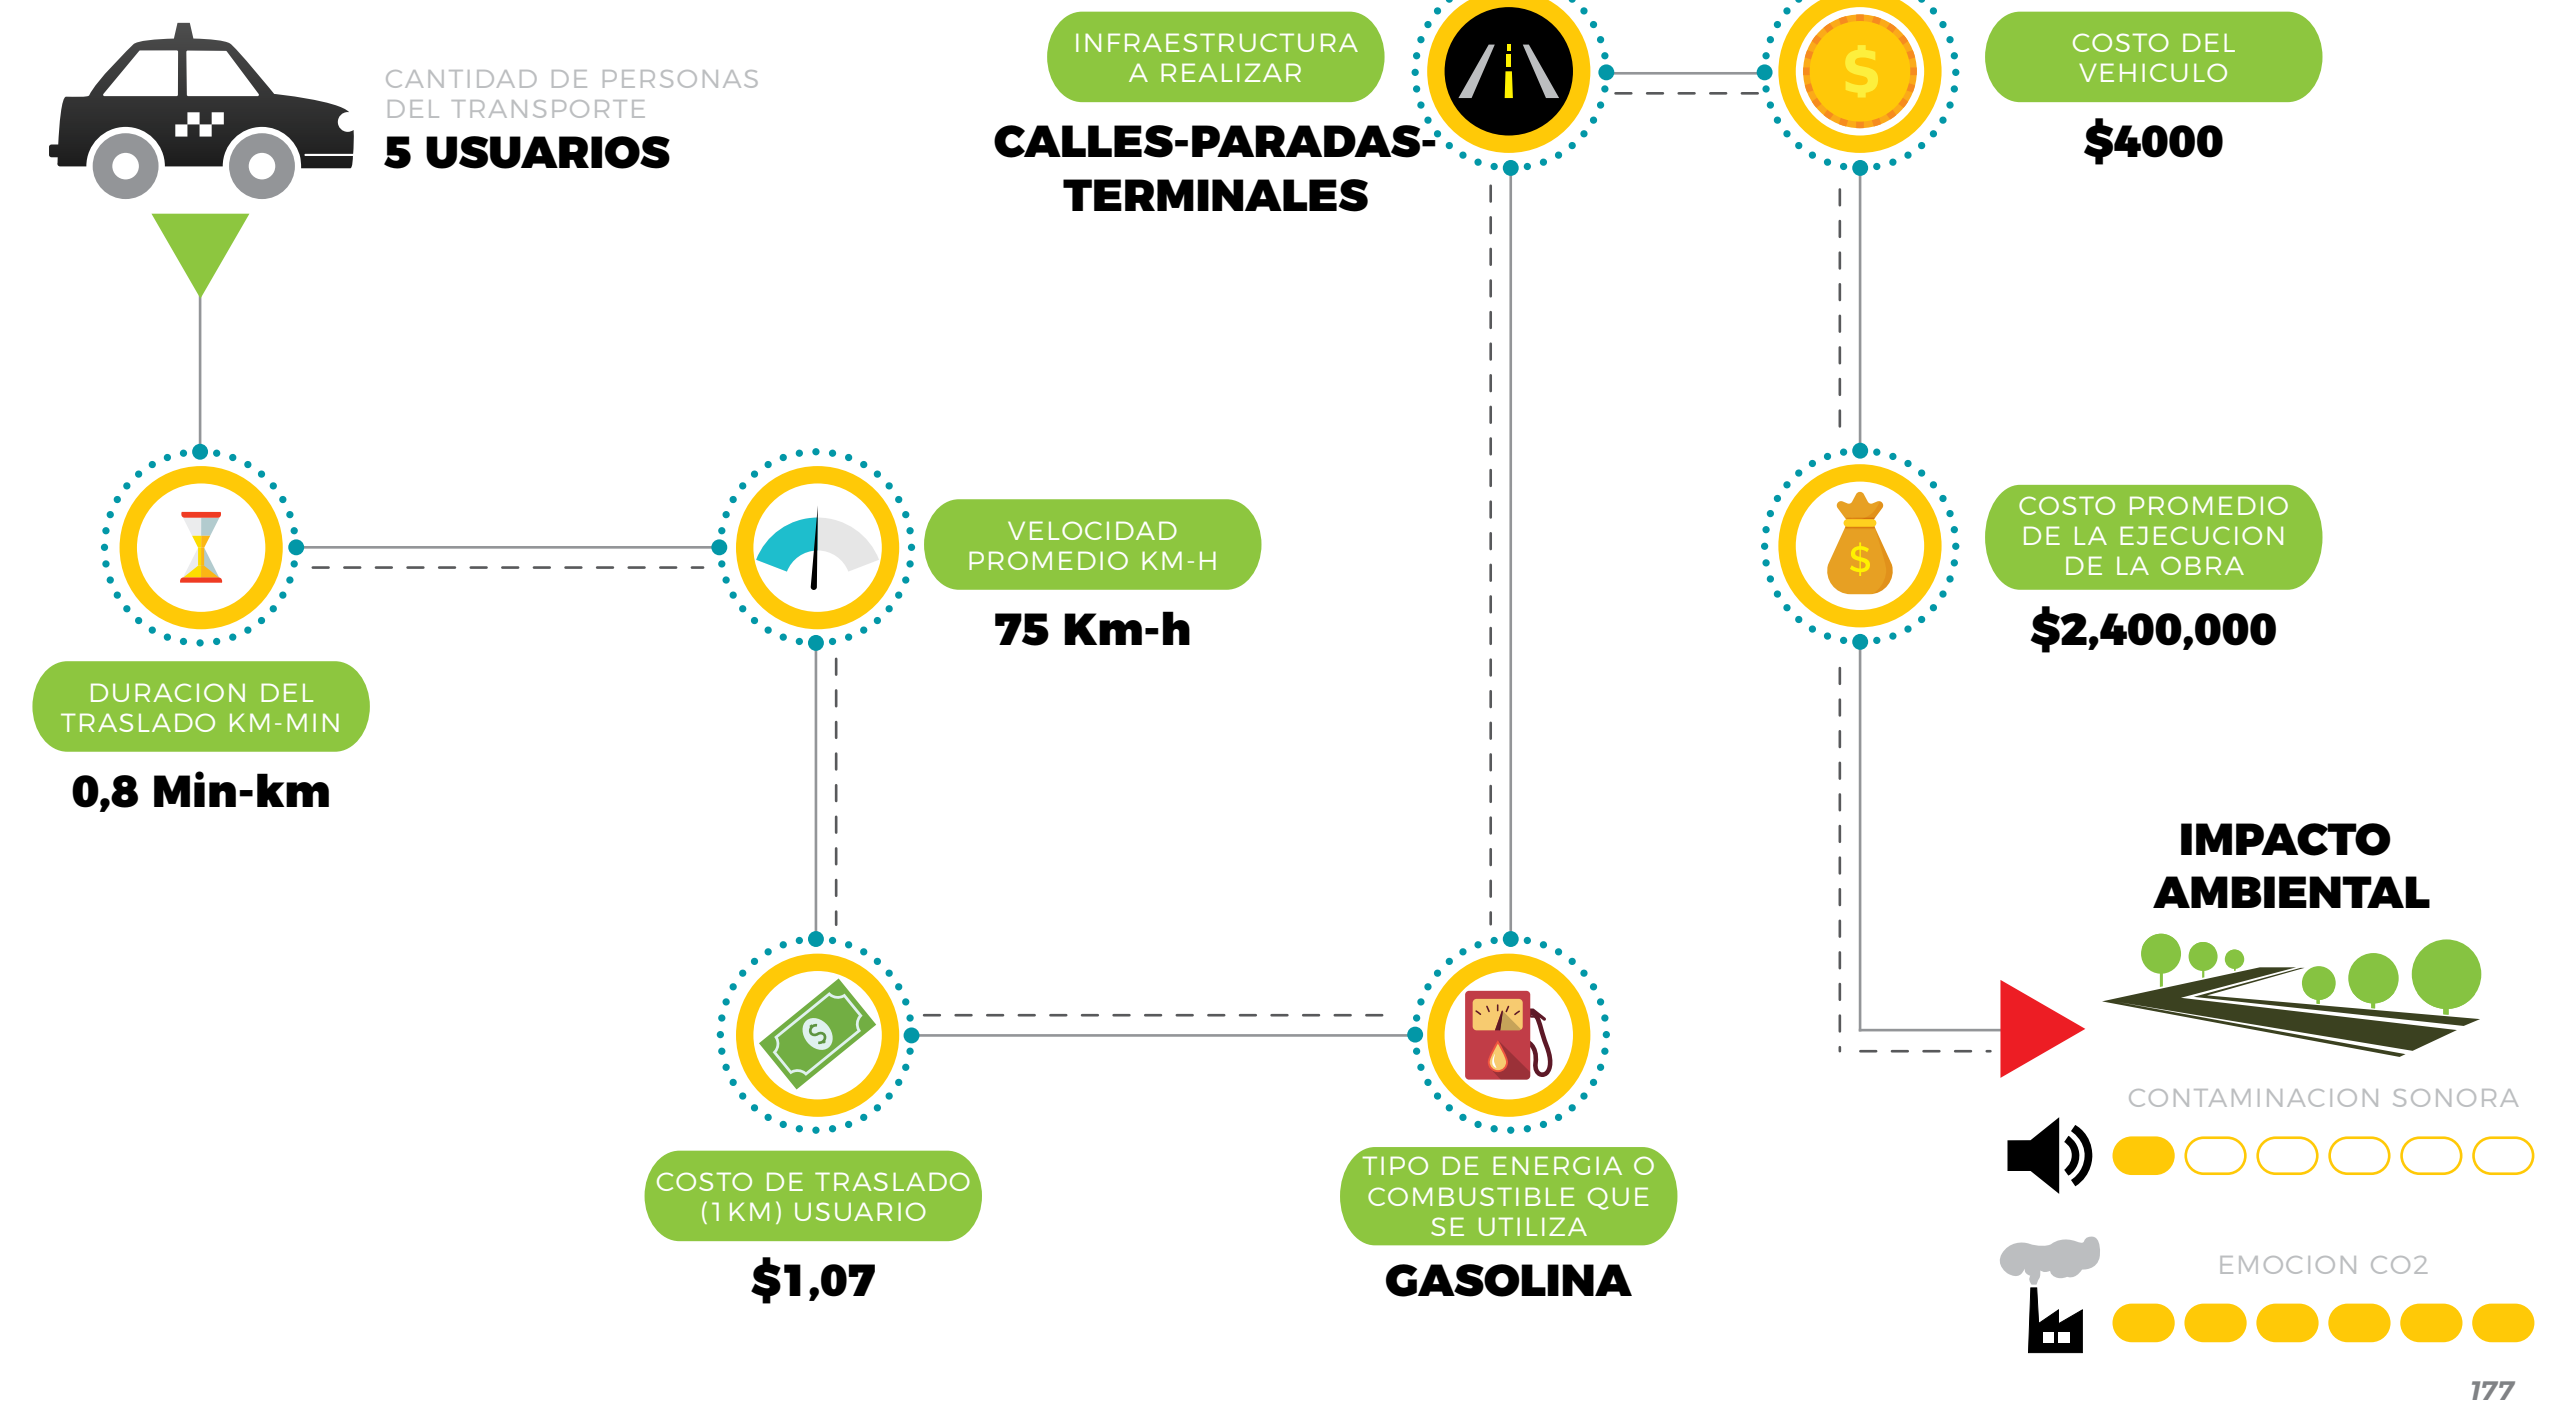 CANTIDAD DE PERSONAS
DEL TRANSPORTE
5 USUARIOS
DURACION DEL
TRASLADO KM-MIN
0,8 Min-km
VELOCIDAD
PROMEDIO KM-H
75 Km-h
COSTO DE TRASLADO
(1 KM) USUARIO
$1,07
TIPO DE ENERGIA O
COMBUSTIBLE QUE
SE UTILIZA
GASOLINA
INFRAESTRUCTURA
A REALIZAR
CALLES-PARADAS-
TERMINALES
$
COSTO DEL
VEHICULO
$4000
$
COSTO PROMEDIO
DE LA EJECUCION
DE LA OBRA
$2,400,000
IMPACTO
AMBIENTAL
CONTAMINACION SONORA
EMOCION CO2
177